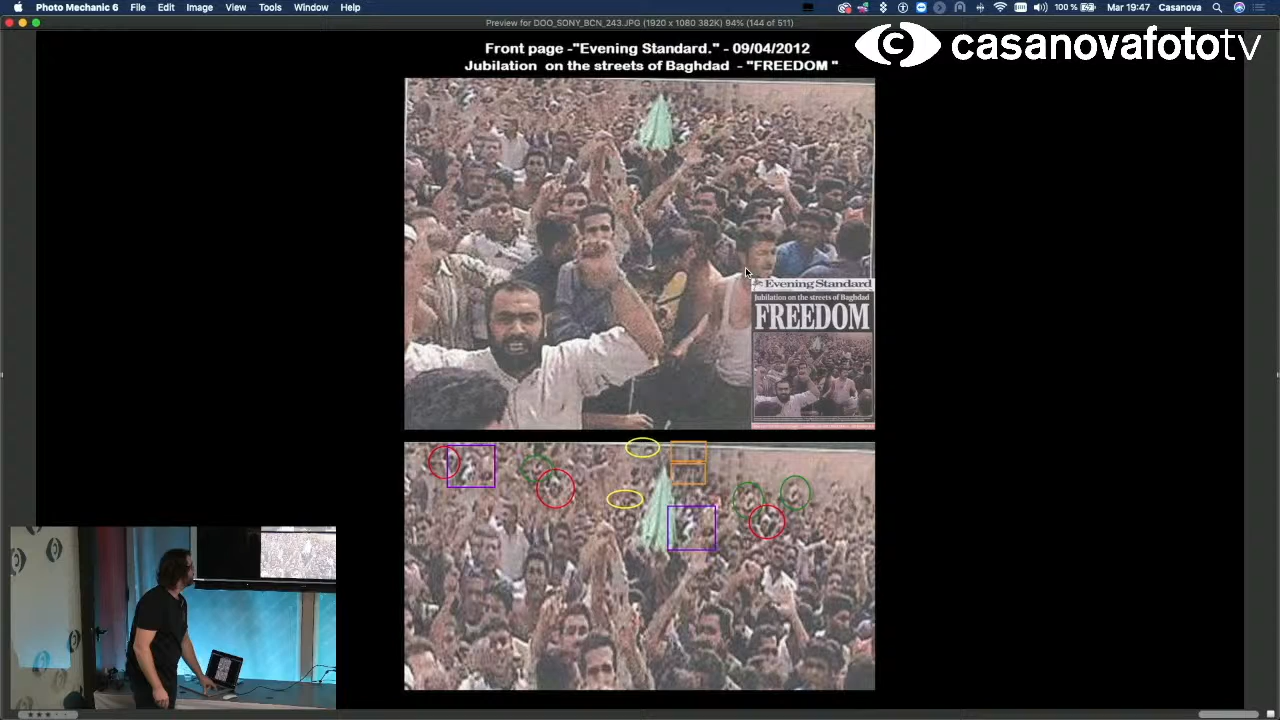 Photo Mechanic 6 File Edit Image View Tools Window Help 100 % Mar 19:47 Casanova
Preview for DOO_SONY_BCN_243.JPG (1920 x 1080 382K) 94% (144 of 511)
casanovafoto tv
Front page -"Evening Standard." - 09/04/2012
Jubilation on the streets of Baghdad - "FREEDOM "
Evening Standard
Jubilation on the streets of Baghdad
FREEDOM